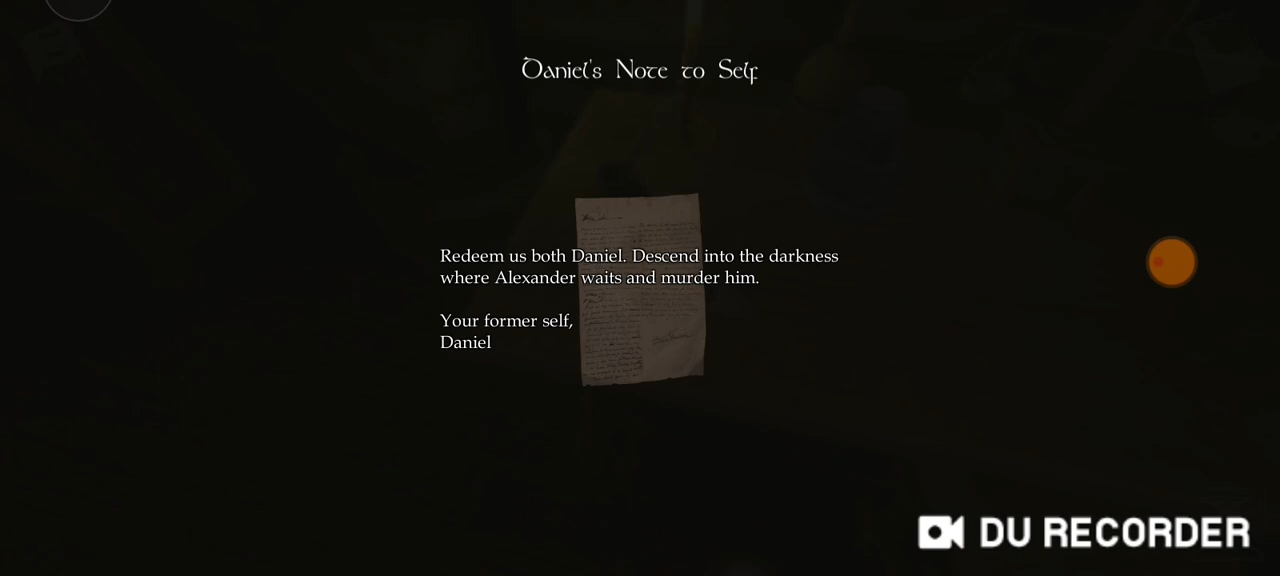 Daniel's Note to Self
Redeem us both Daniel. Descend into the darkness
where Alexander waits and murder him.
Your former self,
Daniel
DU RECORDER